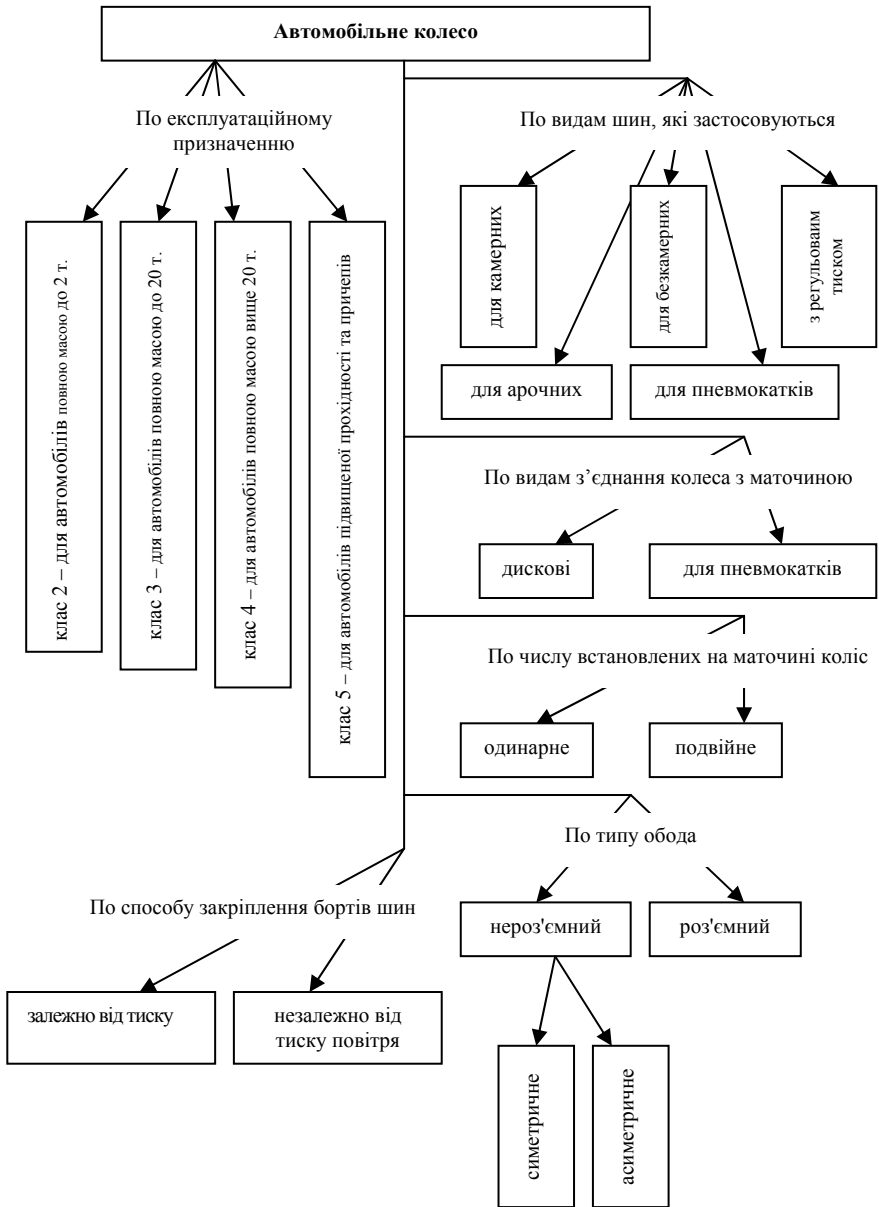 Автомобільне колесо
По експлуатаційному
призначенню
клас 2 – для автомобілів повною масою до 2 т.
клас 3 – для автомобілів повною масою до 20 т.
клас 4 – для автомобілів повною масою вище 20 т.
клас 5 – для автомобілів підвищеної прохідності та причепів
По видам шин, які застосовуються
для камерних
для безкамерних
з регульоваим
тиском
для арочних
для пневмокатків
По видам з’єднання колеса з маточиною
дискові
для пневмокатків
По числу встановлених на маточині коліс
одинарне
подвійне
По типу обода
нероз'ємний
роз'ємний
симетричне
асиметричне
По способу закріплення бортів шин
залежно від тиску
незалежно від
тиску повітря